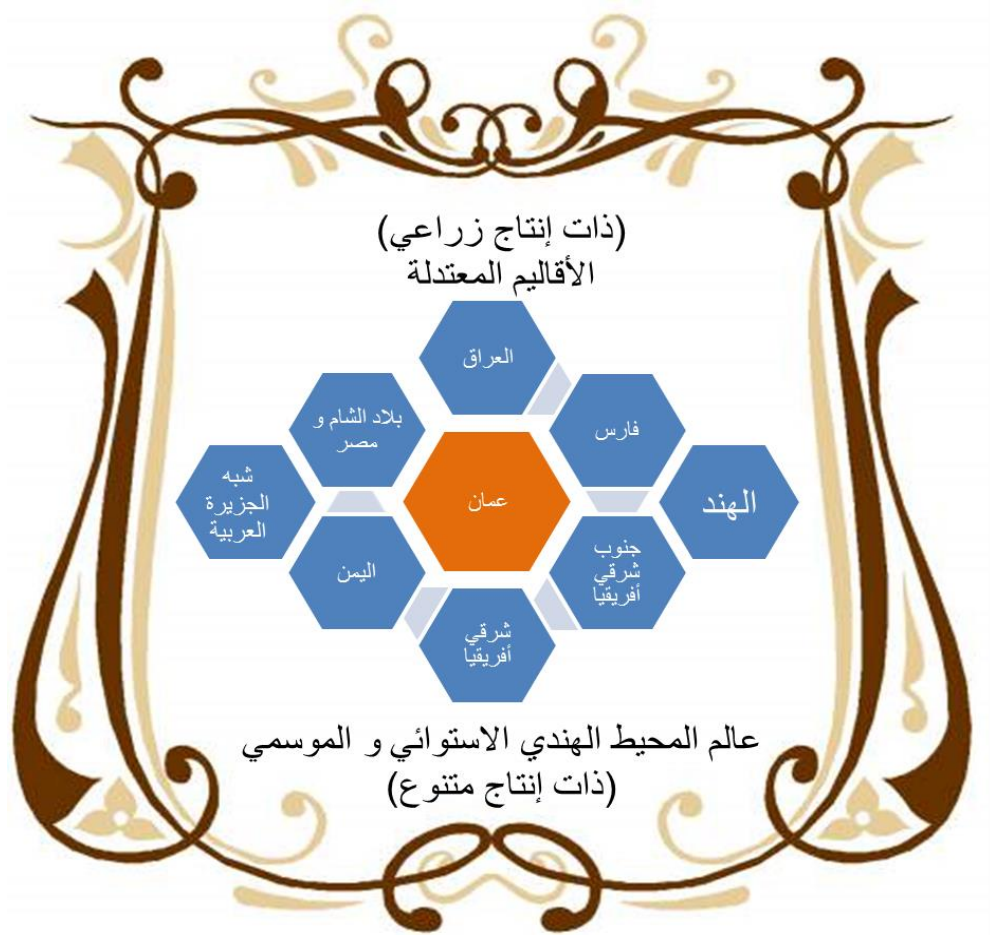 (ذات إنتاج زراعي)
الأقاليم المعتدلة
العراق
فارس
بلاد الشام و
مصر
الهند
عمان
شبه
الجزيرة
العربية
جنوب
شرقي
أفريقيا
اليمن
شرقي
أفريقيا
عالم المحيط الهندي الاستوائي و الموسمي
(ذات إنتاج متنوع)